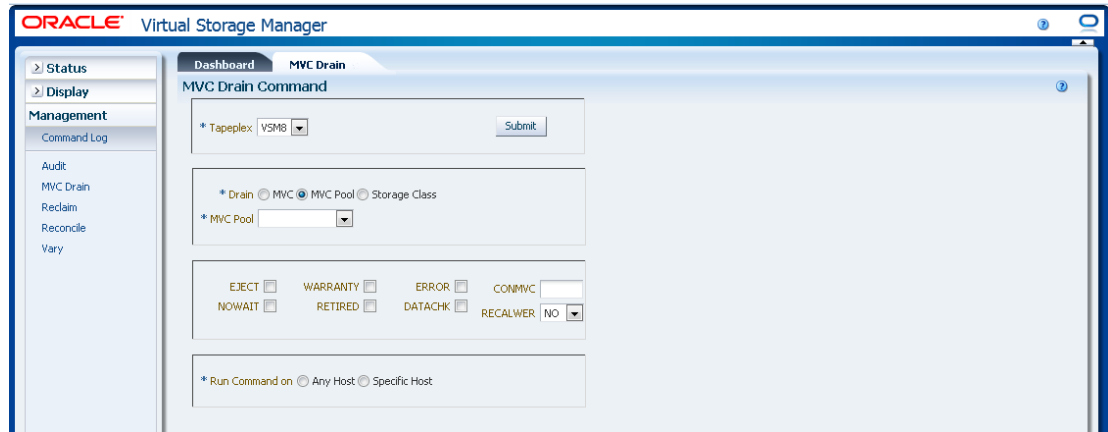 ORACLE Virtual Storage Manager
Status
Display
Management
Command Log
Audit
MVC Drain
Reclaim
Reconcile
Vary
Dashboard MVC Drain
MVC Drain Command
* Tapeplex VSM8 Submit
* Drain MVC MVC Pool Storage Class
* MVC Pool
EJECT WARRANTY ERROR CONMVC
NOWAIT RETIRED DATACHK RECALWER NO
* Run Command on Any Host Specific Host